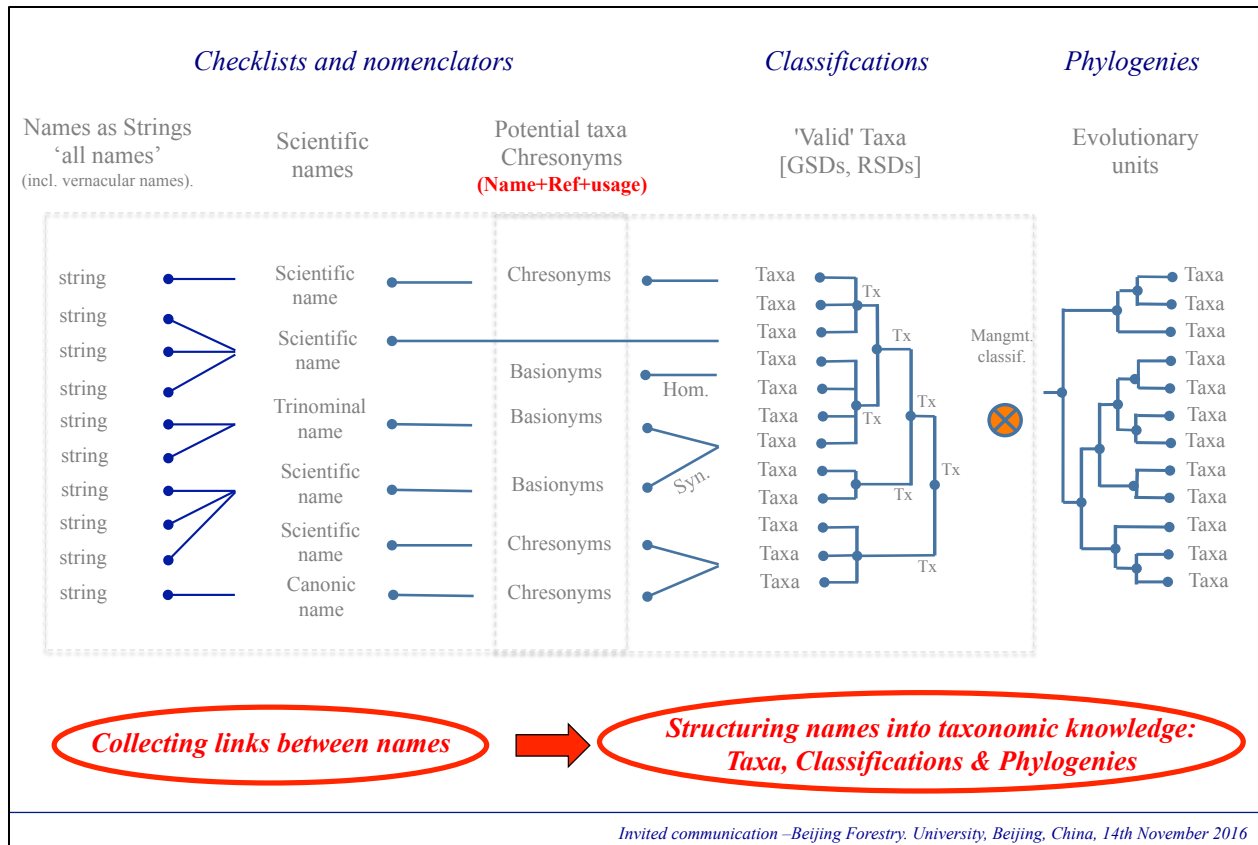 Checklists and nomenclators
Classifications
Phylogenies
Names as Strings
‘all names’
(incl. vernacular names).
Scientific
names
Potential taxa
Chresonyms
(Name+Ref+usage)
'Valid' Taxa
[GSDs, RSDs]
Evolutionary
units
string
string
string
string
string
string
string
string
string
string
Scientific
name
Scientific
name
Trinominal
name
Scientific
name
Scientific
name
Canonic
name
Chresonyms
Basionyms
Basionyms
Basionyms
Chresonyms
Chresonyms
Hom.
Syn.
Taxa
Taxa
Taxa
Taxa
Taxa
Taxa
Taxa
Taxa
Taxa
Taxa
Taxa
Taxa
Tx
Tx
Tx
Tx
Tx
Tx
Tx
Mangmt.
classif.
Taxa
Taxa
Taxa
Taxa
Taxa
Taxa
Taxa
Taxa
Taxa
Taxa
Taxa
Taxa
Collecting links between names
Structuring names into taxonomic knowledge:
Taxa, Classifications & Phylogenies
Invited communication –Beijing Forestry. University, Beijing, China, 14th November 2016